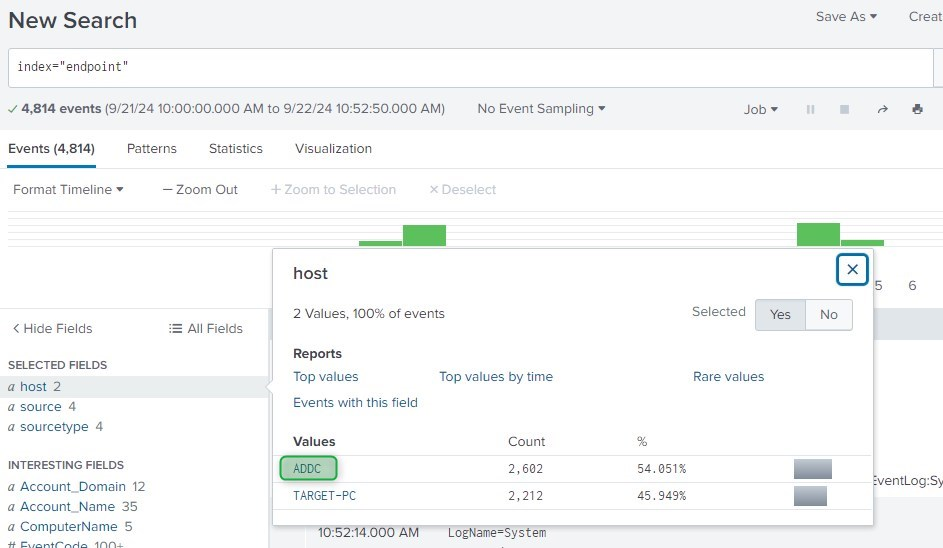 New Search
Save As ▾ Creat
index="endpoint"
✓ 4,814 events (9/21/24 10:00:00.000 AM to 9/22/24 10:52:50.000 AM) No Event Sampling ▾ Job ▾
Events (4,814) Patterns Statistics Visualization
Format Timeline ▾ — Zoom Out + Zoom to Selection × Deselect
host
5 6
2 Values, 100% of events Selected Yes No
< Hide Fields All Fields
Reports
SELECTED FIELDS
Top values Top values by time Rare values
a host 2
Events with this field
a source 4
a sourcetype 4
Values Count %
INTERESTING FIELDS
ADDC 2,602 54.051%
a Account_Domain 12
EventLog:Sy
TARGET-PC 2,212 45.949%
a Account_Name 35
a ComputerName 5
10:52:14.000 AM LogName=System
# EventCode 100+